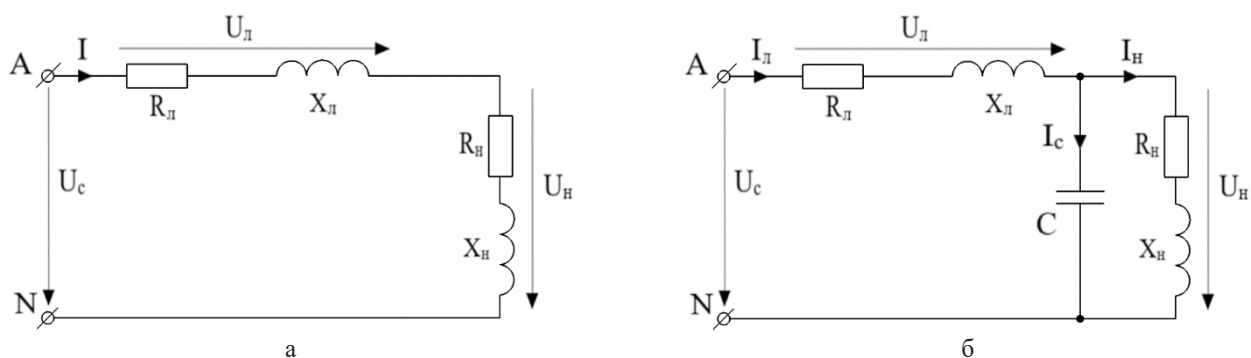 A I Uл
Rл Xл
Uс Rн Uн
Xн
N
а
A Iл Uл Iн
Rл Xл
Uс Iс Rн Uн
C Xн
N
б